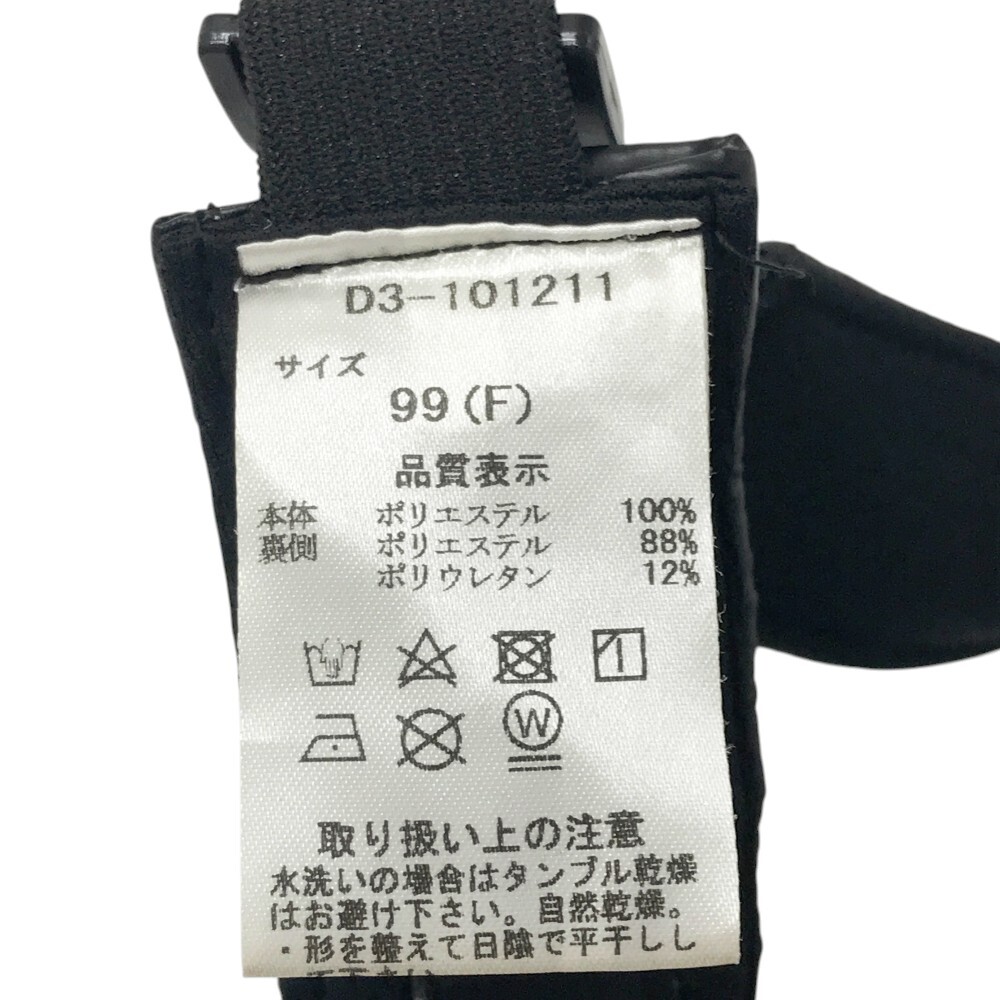 D3-101211
サイズ
99(F)
品質表示
本体 ポリエステル 100%
裏側 ポリエステル 88%
ポリウレタン 12%
W
取り扱い上の注意
水洗いの場合はタンブル乾燥
はお避け下さい。自然乾燥。
・形を整えて日陰で平干しし
て下さい。